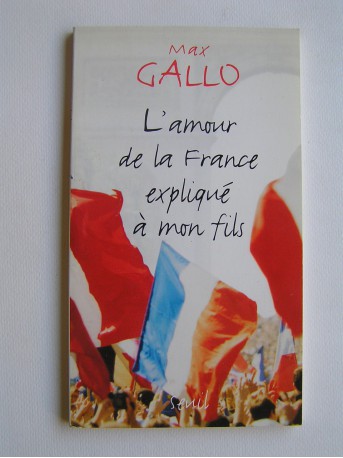 Max
GALLO
L'amour
de la France
expliqué
à mon fils
Seuil